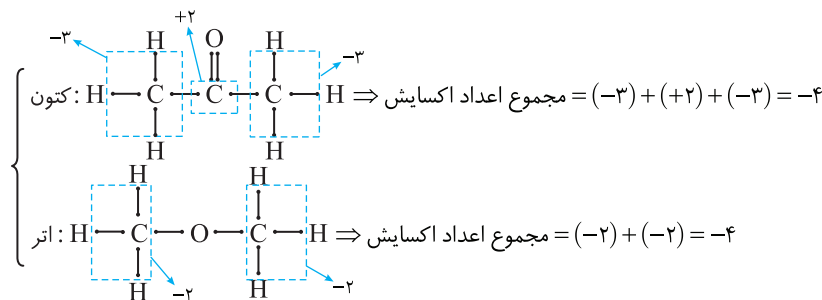 H +۲ O H
−۳ −۳
کتون : H C C C H ⇒ مجموع اعداد اکسایش = (−۳) + (+۲) + (−۳) = −۴
H H
H H
اتر : H C O C H ⇒ مجموع اعداد اکسایش = (−۲) + (−۲) = −۴
H −۲ H −۲